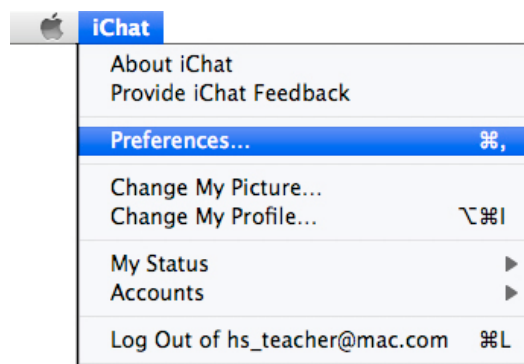 iChat
About iChat
Provide iChat Feedback
Preferences... ⌘,
Change My Picture...
Change My Profile... ⌥⌘I
My Status
Accounts
Log Out of hs_teacher@mac.com ⌘L